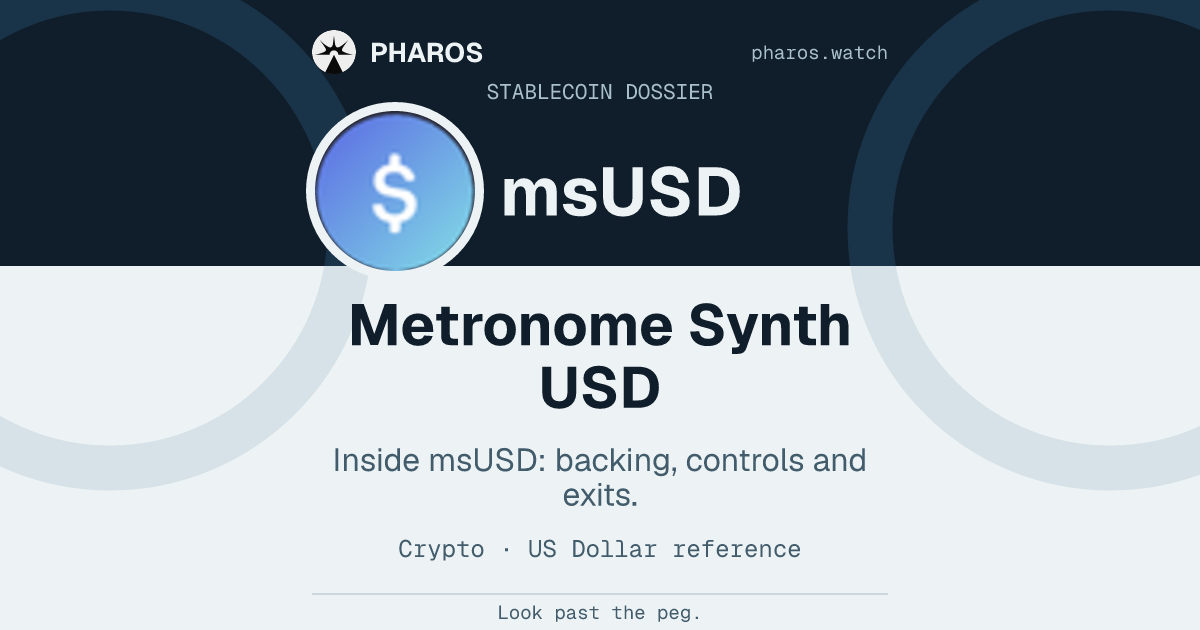 PHAROS
pharos.watch
STABLECOIN DOSSIER
$
msUSD
Metronome Synth
USD
Inside msUSD: backing, controls and
exits.
Crypto · US Dollar reference
Look past the peg.